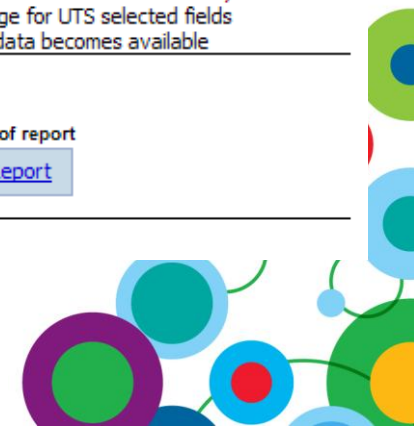 ge for UTS selected fields
data becomes available
of report
eport